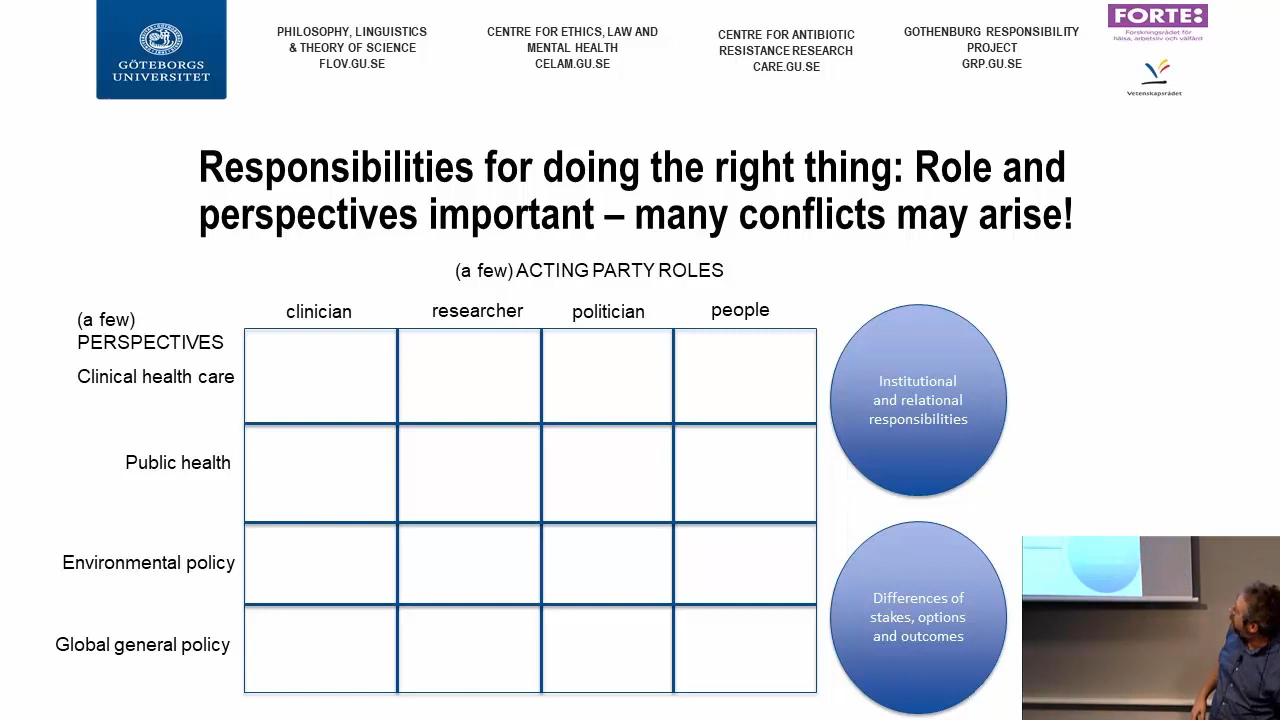 GÖTEBORGS
UNIVERSITET
PHILOSOPHY, LINGUISTICS
& THEORY OF SCIENCE
FLOV.GU.SE
CENTRE FOR ETHICS, LAW AND
MENTAL HEALTH
CELAM.GU.SE
CENTRE FOR ANTIBIOTIC
RESISTANCE RESEARCH
CARE.GU.SE
GOTHENBURG RESPONSIBILITY
PROJECT
GRP.GU.SE
FORTE:
Forskningsrådet för
hälsa, arbetsliv och välfärd
Vetenskapsrådet
Responsibilities for doing the right thing: Role and
perspectives important – many conflicts may arise!
(a few) ACTING PARTY ROLES
clinician researcher politician people
(a few)
PERSPECTIVES
Clinical health care
Public health
Environmental policy
Global general policy
Institutional
and relational
responsibilities
Differences of
stakes, options
and outcomes